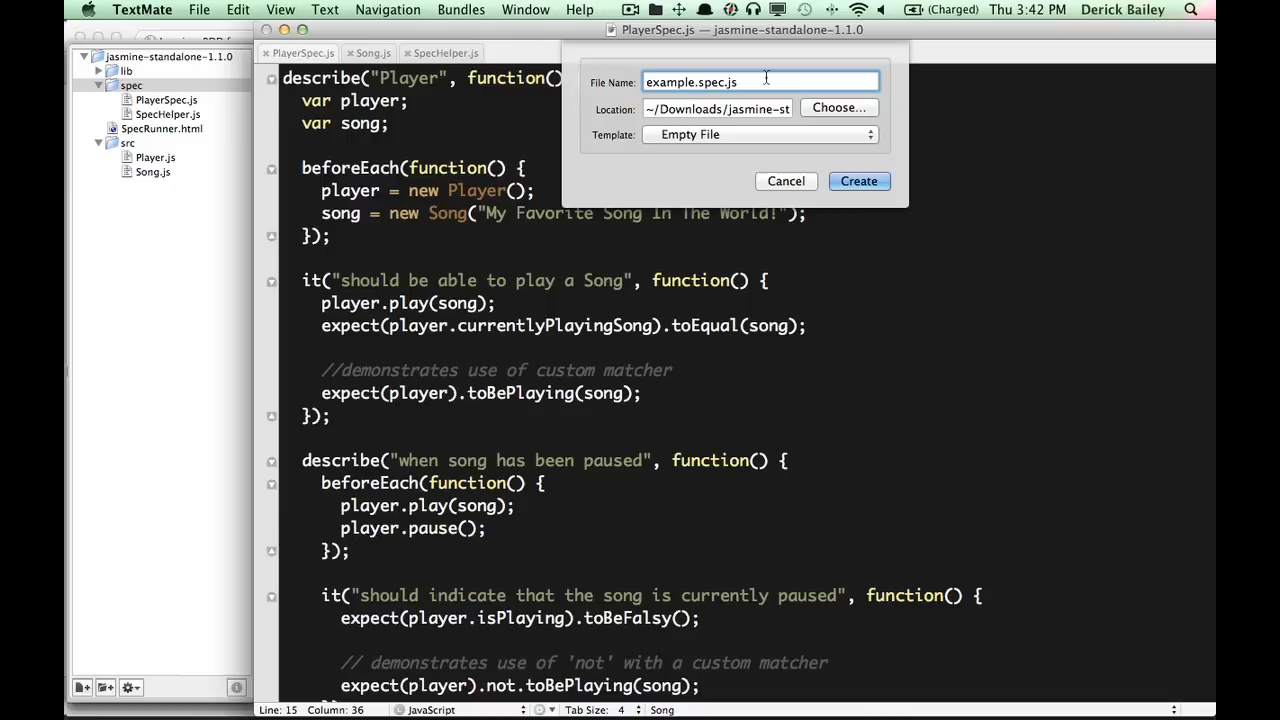 TextMate File Edit View Text Navigation Bundles Window Help (Charged) Thu 3:42 PM Derick Bailey
PlayerSpec.js — jasmine-standalone-1.1.0
jasmine-standalone-1.1.0
lib
spec
PlayerSpec.js
SpecHelper.js
SpecRunner.html
src
Player.js
Song.js
PlayerSpec.js Song.js SpecHelper.js
File Name: example.spec.js
Location: ~/Downloads/jasmine-st Choose...
Template: Empty File
Cancel Create
describe("Player", function()
var player;
var song;
beforeEach(function() {
player = new Player();
song = new Song("My Favorite Song In The World!");
});
it("should be able to play a Song", function() {
player.play(song);
expect(player.currentlyPlayingSong).toEqual(song);
//demonstrates use of custom matcher
expect(player).toBePlaying(song);
});
describe("when song has been paused", function() {
beforeEach(function() {
player.play(song);
player.pause();
});
it("should indicate that the song is currently paused", function() {
expect(player.isPlaying).toBeFalsy();
// demonstrates use of 'not' with a custom matcher
expect(player).not.toBePlaying(song);
Line: 15 Column: 36 JavaScript Tab Size: 4 Song